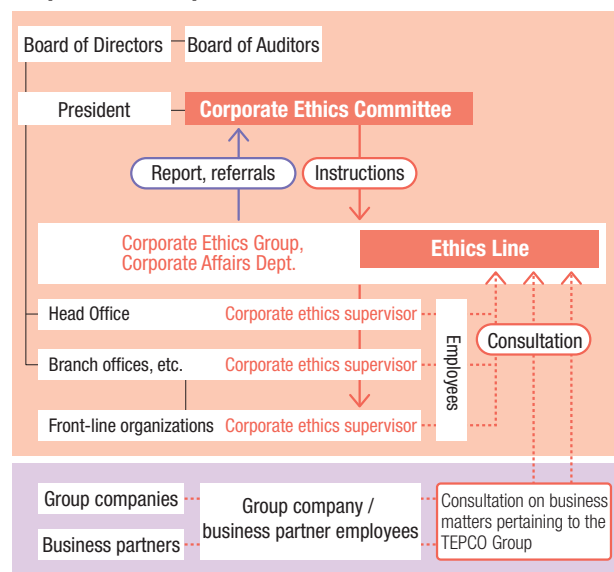 Board of Directors
Board of Auditors
President
Corporate Ethics Committee
Report, referrals
Instructions
Corporate Ethics Group,
Corporate Affairs Dept.
Ethics Line
Head Office
Corporate ethics supervisor
Branch offices, etc.
Corporate ethics supervisor
Front-line organizations
Corporate ethics supervisor
Employees
Consultation
Group companies
Business partners
Group company /
business partner employees
Consultation on business
matters pertaining to the
TEPCO Group